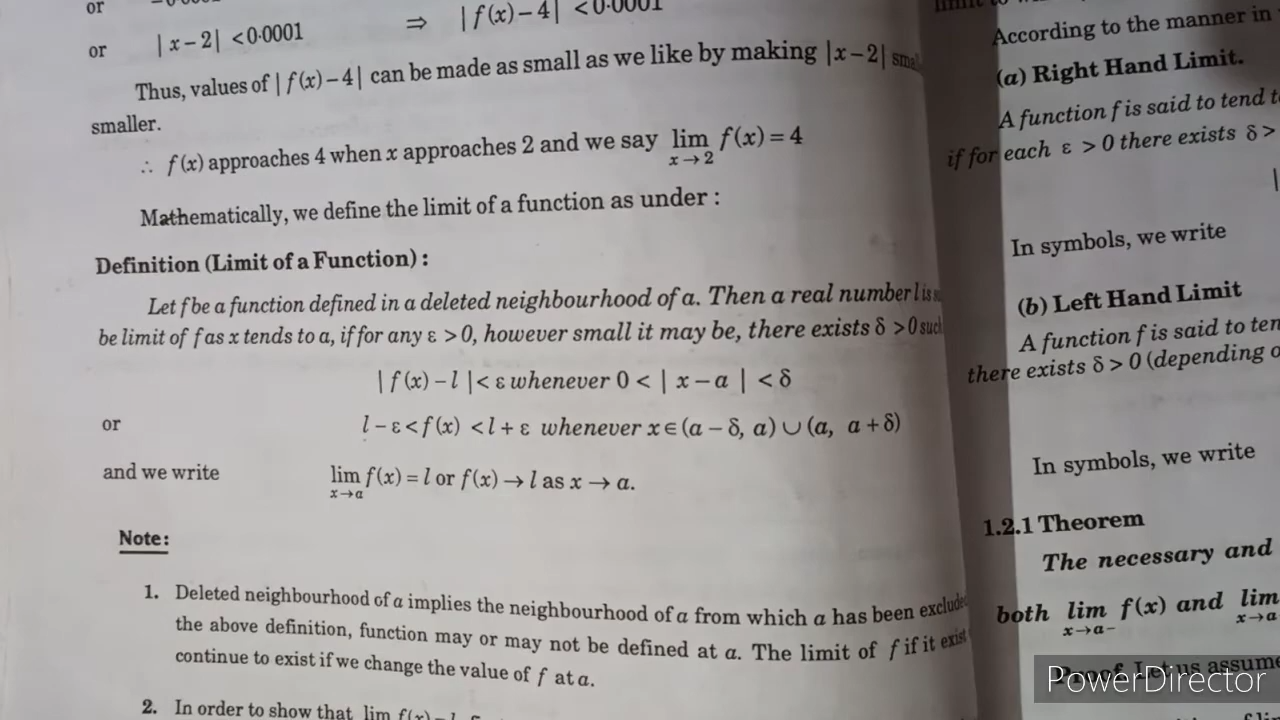 or
or |x – 2| < 0·0001 ⇒ | f(x) – 4 | < 0·0001
Thus, values of | f(x) – 4 | can be made as small as we like by making |x – 2|
smaller.
∴ f(x) approaches 4 when x approaches 2 and we say lim f(x) = 4
x → 2
Mathematically, we define the limit of a function as under :
Definition (Limit of a Function) :
Let f be a function defined in a deleted neighbourhood of a. Then a real number l is
be limit of f as x tends to a, if for any ε > 0, however small it may be, there exists δ > 0 such
| f(x) – l | < ε whenever 0 < | x – a | < δ
or l – ε < f(x) < l + ε whenever x ∈ (a – δ, a) ∪ (a, a + δ)
and we write lim f(x) = l or f(x) → l as x → a.
x→a
Note:
1. Deleted neighbourhood of a implies the neighbourhood of a from which a has been
the above definition, function may or may not be defined at a. The limit of f if it exist
continue to exist if we change the value of f at a.
2. In order to show that lim f(x)
According to the manner in
(a) Right Hand Limit.
A function f is said to tend
if for each ε > 0 there exists δ >
|
In symbols, we write
(b) Left Hand Limit
A function f is said to ten
there exists δ > 0 (depending
In symbols, we write
1.2.1 Theorem
The necessary and
both lim f(x) and lim
x→a– x→a
Proof. Let us assume
PowerDirector